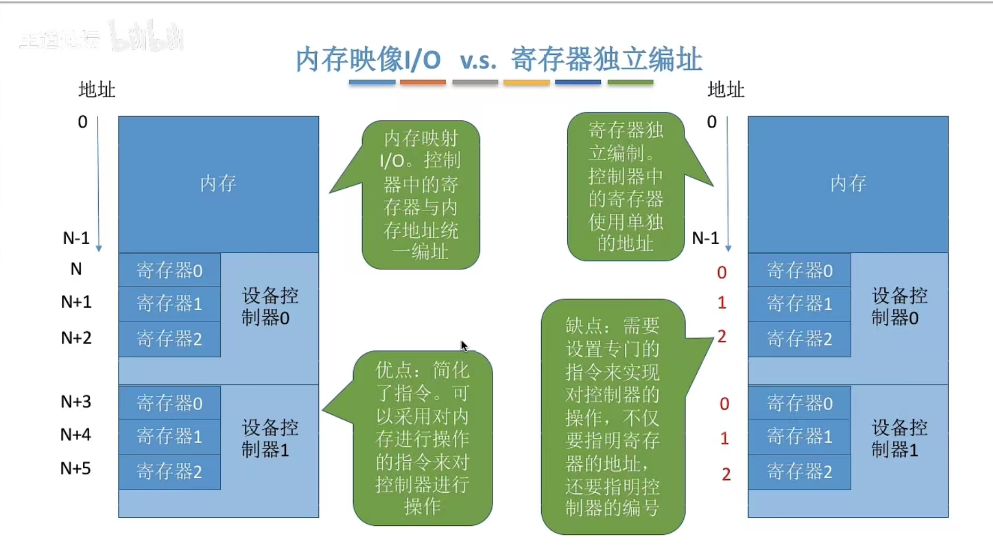 bilibili
内存映像I/O v.s. 寄存器独立编址
地址
0
N-1
N
N+1
N+2
N+3
N+4
N+5
内存
寄存器0
寄存器1
寄存器2
设备控
制器0
寄存器0
寄存器1
寄存器2
设备控
制器1
内存映射
I/O。控制
器中的寄
存器与内
存地址统
一编址
优点：简化
了指令。可
以采用对内
存进行操作
的指令来对
控制器进行
操作
寄存器独
立编制。
控制器中
的寄存器
使用单独
的地址
缺点：需要
设置专门的
指令来实现
对控制器的
操作，不仅
要指明寄存
器的地址，
还要指明控
制器的编号
地址
0
N-1
0
1
2
0
1
2
内存
寄存器0
寄存器1
寄存器2
设备控
制器0
寄存器0
寄存器1
寄存器2
设备控
制器1